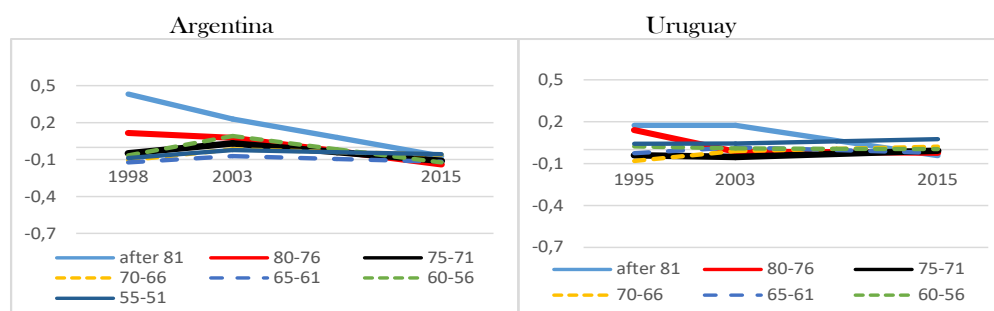 Argentina
0,5
0,2
-0,1
-0,4
-0,7
1998 2003 2015
after 81 80-76 75-71
70-66 65-61 60-56
55-51
Uruguay
0,5
0,2
-0,1
-0,4
-0,7
1995 2003 2015
after 81 80-76 75-71
70-66 65-61 60-56